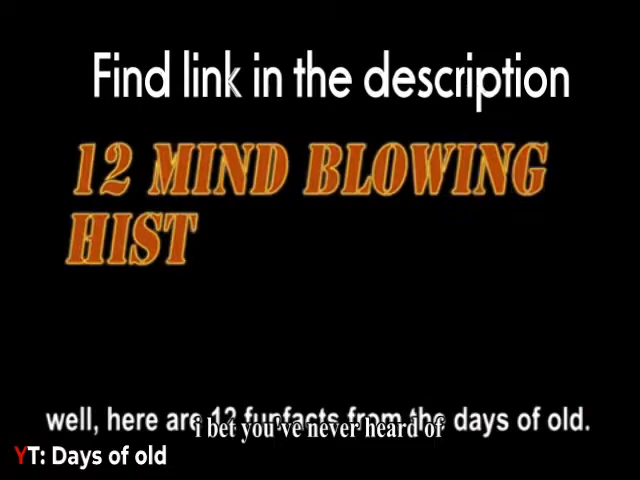 Find link in the description
12 MIND BLOWING
HIST
well, here are 12 funfacts from the days of old.
i bet you've never heard of
YT: Days of old